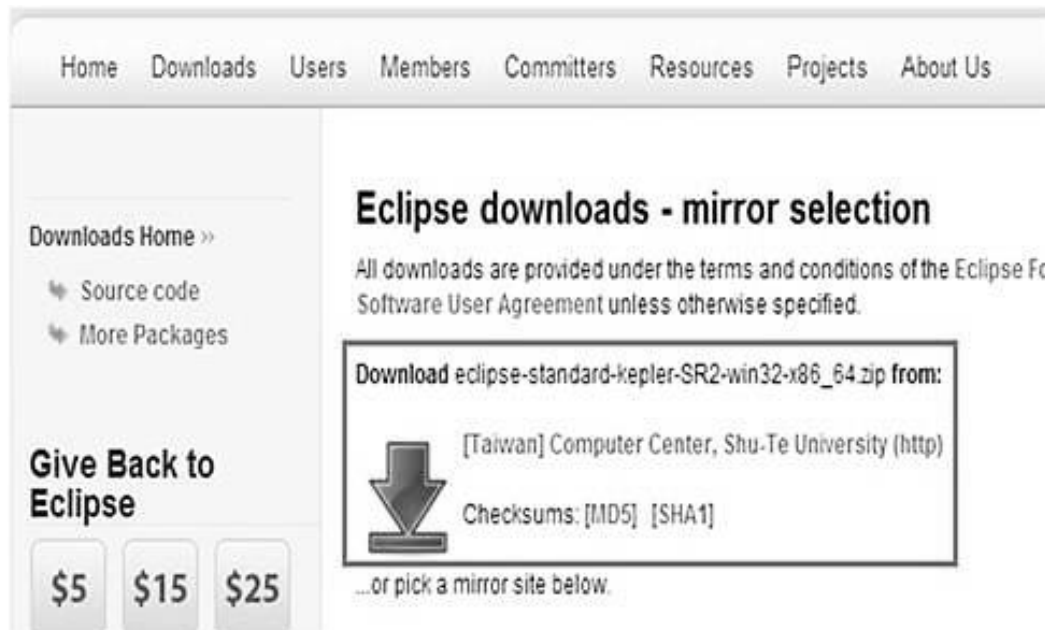 Home Downloads Users Members Committers Resources Projects About Us
Downloads Home »
Source code
More Packages
Give Back to
Eclipse
$5 $15 $25
Eclipse downloads - mirror selection
All downloads are provided under the terms and conditions of the Eclipse
Software User Agreement unless otherwise specified.
Download eclipse-standard-kepler-SR2-win32-x86_64.zip from:
[Taiwan] Computer Center, Shu-Te University (http)
Checksums: [MD5] [SHA1]
...or pick a mirror site below.